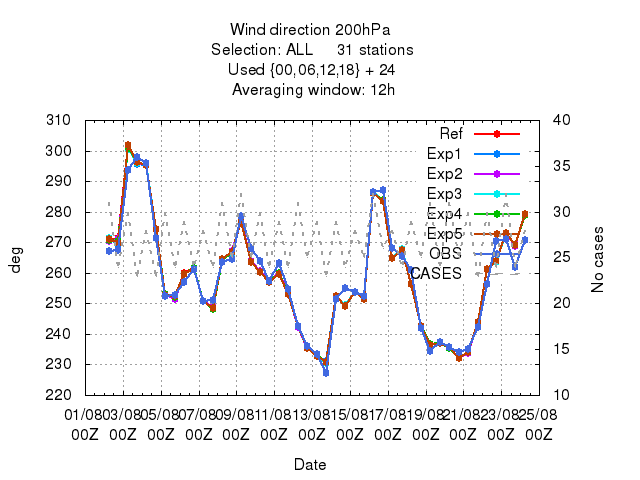 Wind direction 200hPa
Selection: ALL 31 stations
Used {00,06,12,18} + 24
Averaging window: 12h
310 40
Ref
Exp1
300 35
Exp2
290
Exp3
30
280
Exp4
Exp5
270
OBS
25
CASES
260
250 20
240
15
230
220 10
deg
No cases
01/08 03/08 05/08 07/08 09/08 11/08 13/08 15/08 17/08 19/08 21/08 23/08 25/08
00Z 00Z 00Z 00Z 00Z 00Z 00Z 00Z 00Z 00Z 00Z 00Z 00Z
Date